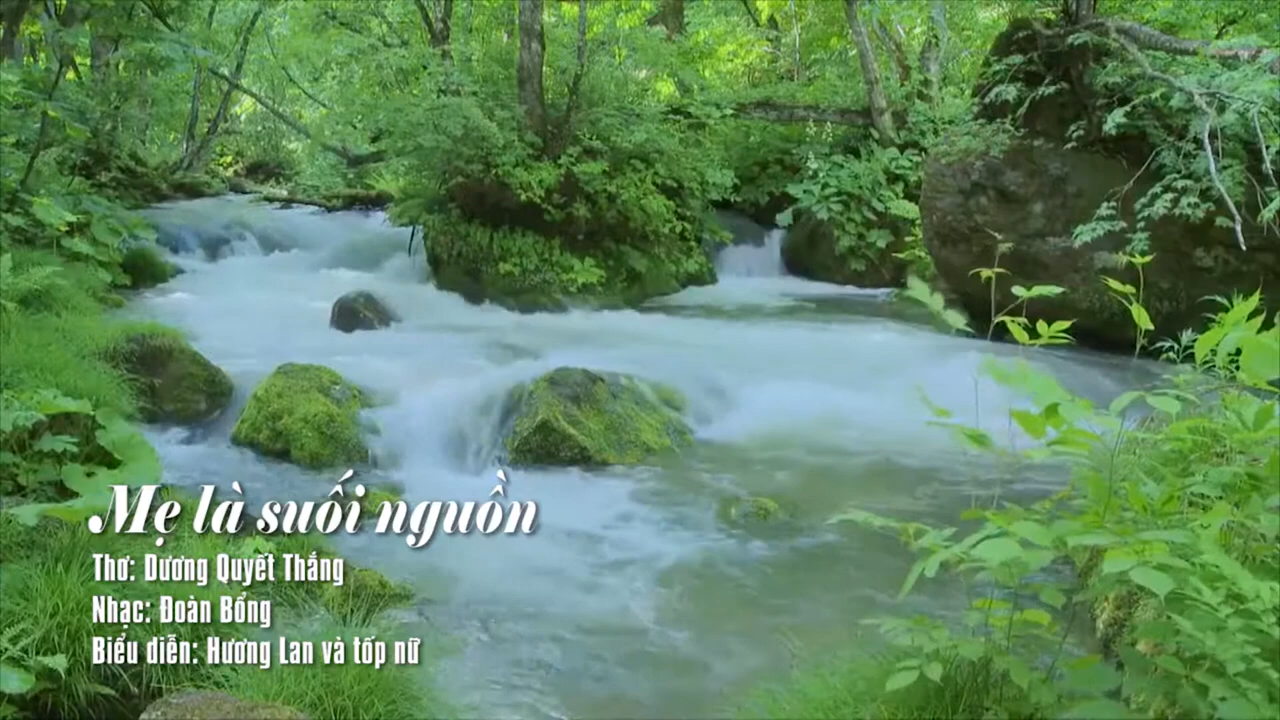 Mẹ là suối nguồn
Thơ: Dương Quyết Thắng
Nhạc: Đoàn Bổng
Biểu diễn: Hương Lan và tốp nữ